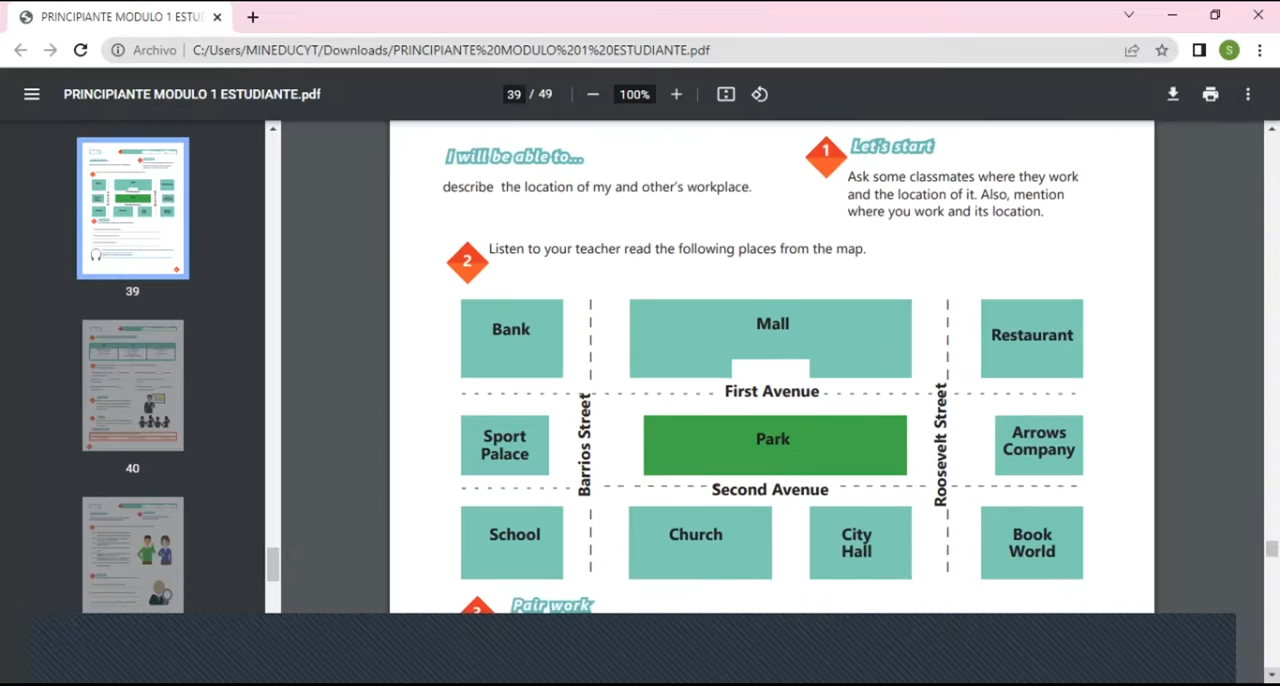 PRINCIPIANTE MODULO 1 ESTU
Archivo C:/Users/MINEDUCYT/Downloads/PRINCIPIANTE%20MODULO%201%20ESTUDIANTE.pdf
S
PRINCIPIANTE MODULO 1 ESTUDIANTE.pdf
39 / 49
100%
39
40
I will be able to...
describe the location of my and other's workplace.
1
Let's start
Ask some classmates where they work
and the location of it. Also, mention
where you work and its location.
2
Listen to your teacher read the following places from the map.
Bank
Mall
Restaurant
First Avenue
Barrios Street
Roosevelt Street
Sport
Palace
Park
Arrows
Company
Second Avenue
School
Church
City
Hall
Book
World
3
Pair work